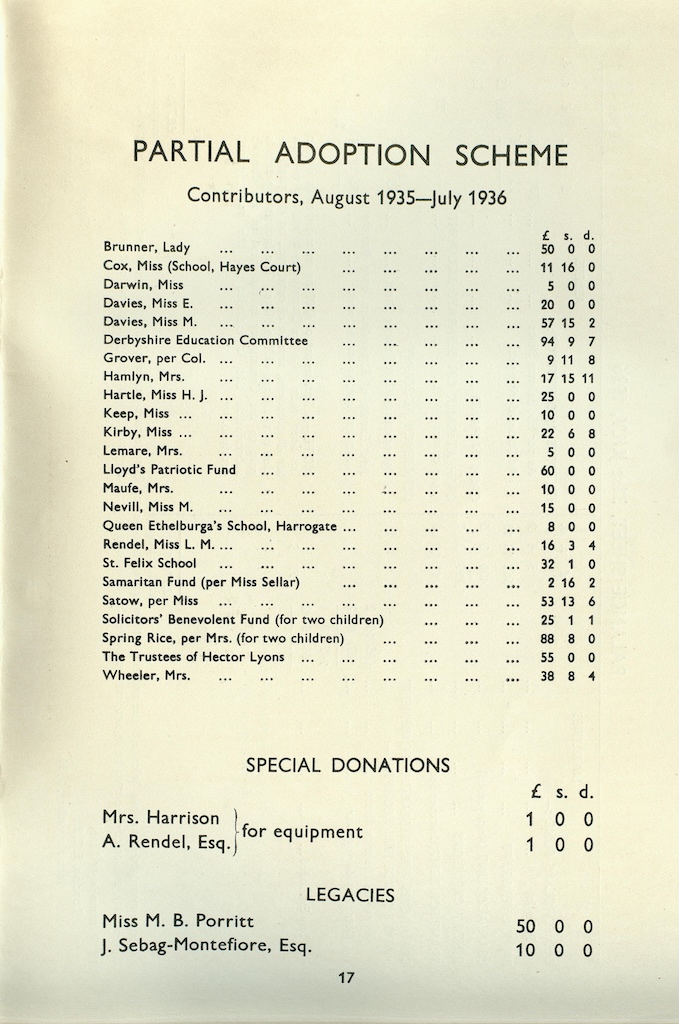 PARTIAL ADOPTION SCHEME
Contributors, August 1935—July 1936
£ s. d.
Brunner, Lady ... ... ... ... ... ... ... ... 50 0 0
Cox, Miss (School, Hayes Court) ... ... ... ... ... 11 16 0
Darwin, Miss ... ... ... ... ... ... ... ... 5 0 0
Davies, Miss E. ... ... ... ... ... ... ... ... 20 0 0
Davies, Miss M. ... ... ... ... ... ... ... ... 57 15 2
Derbyshire Education Committee ... ... ... ... ... 94 9 7
Grover, per Col. ... ... ... ... ... ... ... ... 9 11 8
Hamlyn, Mrs. ... ... ... ... ... ... ... ... 17 15 11
Hartle, Miss H. J. ... ... ... ... ... ... ... ... 25 0 0
Keep, Miss ... ... ... ... ... ... ... ... ... 10 0 0
Kirby, Miss ... ... ... ... ... ... ... ... ... 22 6 8
Lemare, Mrs. ... ... ... ... ... ... ... ... 5 0 0
Lloyd's Patriotic Fund ... ... ... ... ... ... ... 60 0 0
Maufe, Mrs. ... ... ... ... ... ... ... ... 10 0 0
Nevill, Miss M. ... ... ... ... ... ... ... ... 15 0 0
Queen Ethelburga's School, Harrogate ... ... ... ... ... 8 0 0
Rendel, Miss L. M. ... ... ... ... ... ... ... ... 16 3 4
St. Felix School ... ... ... ... ... ... ... ... 32 1 0
Samaritan Fund (per Miss Sellar) ... ... ... ... ... 2 16 2
Satow, per Miss ... ... ... ... ... ... ... ... 53 13 6
Solicitors' Benevolent Fund (for two children) ... ... ... 25 1 1
Spring Rice, per Mrs. (for two children) ... ... ... ... 88 8 0
The Trustees of Hector Lyons ... ... ... ... ... ... 55 0 0
Wheeler, Mrs. ... ... ... ... ... ... ... ... 38 8 4
SPECIAL DONATIONS
£ s. d.
Mrs. Harrison } for equipment 1 0 0
A. Rendel, Esq. } 1 0 0
LEGACIES
Miss M. B. Porritt 50 0 0
J. Sebag-Montefiore, Esq. 10 0 0
17